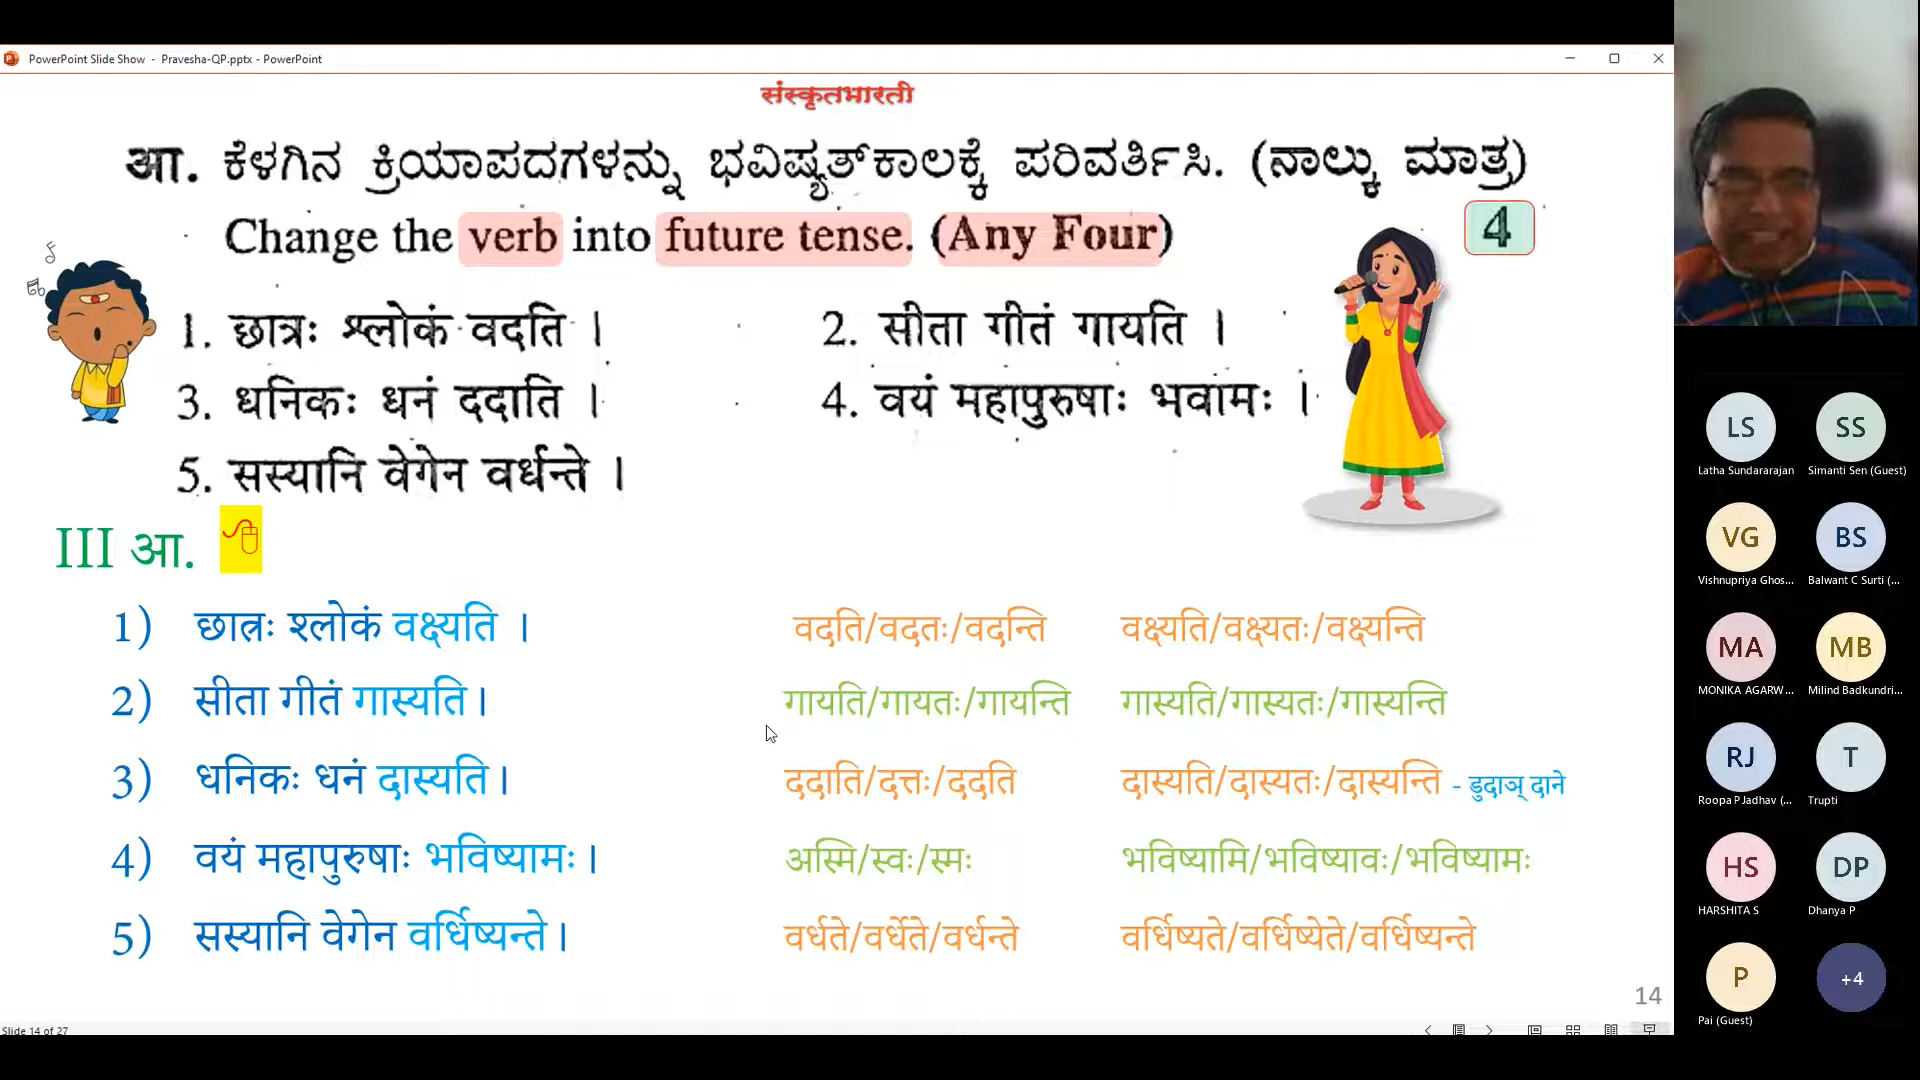 PowerPoint Slide Show - Pravesha-QP.pptx - PowerPoint
संस्कृतभारती
आ. ಕೆಳಗಿನ ಕ್ರಿಯಾಪದಗಳನ್ನು ಭವಿಷ್ಯತ್‌ಕಾಲಕ್ಕೆ ಪರಿವರ್ತಿಸಿ. (ನಾಲ್ಕು ಮಾತ್ರ)
Change the verb into future tense. (Any Four) 4
1. छात्रः श्लोकं वदति । 2. सीता गीतं गायति ।
3. धनिकः धनं ददाति । 4. वयं महापुरुषाः भवामः ।
5. सस्यानि वेगेन वर्धन्ते ।
III आ.
1) छात्रः श्लोकं वक्ष्यति । वदति/वदतः/वदन्ति वक्ष्यति/वक्ष्यतः/वक्ष्यन्ति
2) सीता गीतं गास्यति । गायति/गायतः/गायन्ति गास्यति/गास्यतः/गास्यन्ति
3) धनिकः धनं दास्यति । ददाति/दत्तः/ददति दास्यति/दास्यतः/दास्यन्ति - डुदाञ् दाने
4) वयं महापुरुषाः भविष्यामः । अस्मि/स्वः/स्मः भविष्यामि/भविष्यावः/भविष्यामः
5) सस्यानि वेगेन वर्धिष्यन्ते । वर्धते/वर्धेते/वर्धन्ते वर्धिष्यते/वर्धिष्येते/वर्धिष्यन्ते
14
Slide 14 of 27
LS SS
Latha Sundararajan Simanti Sen (Guest)
VG BS
Vishnupriya Ghos... Balwant C Surti (...
MA MB
MONIKA AGARW... Milind Badkundri...
RJ T
Roopa P Jadhav (... Trupti
HS DP
HARSHITA S Dhanya P
P +4
Pai (Guest)